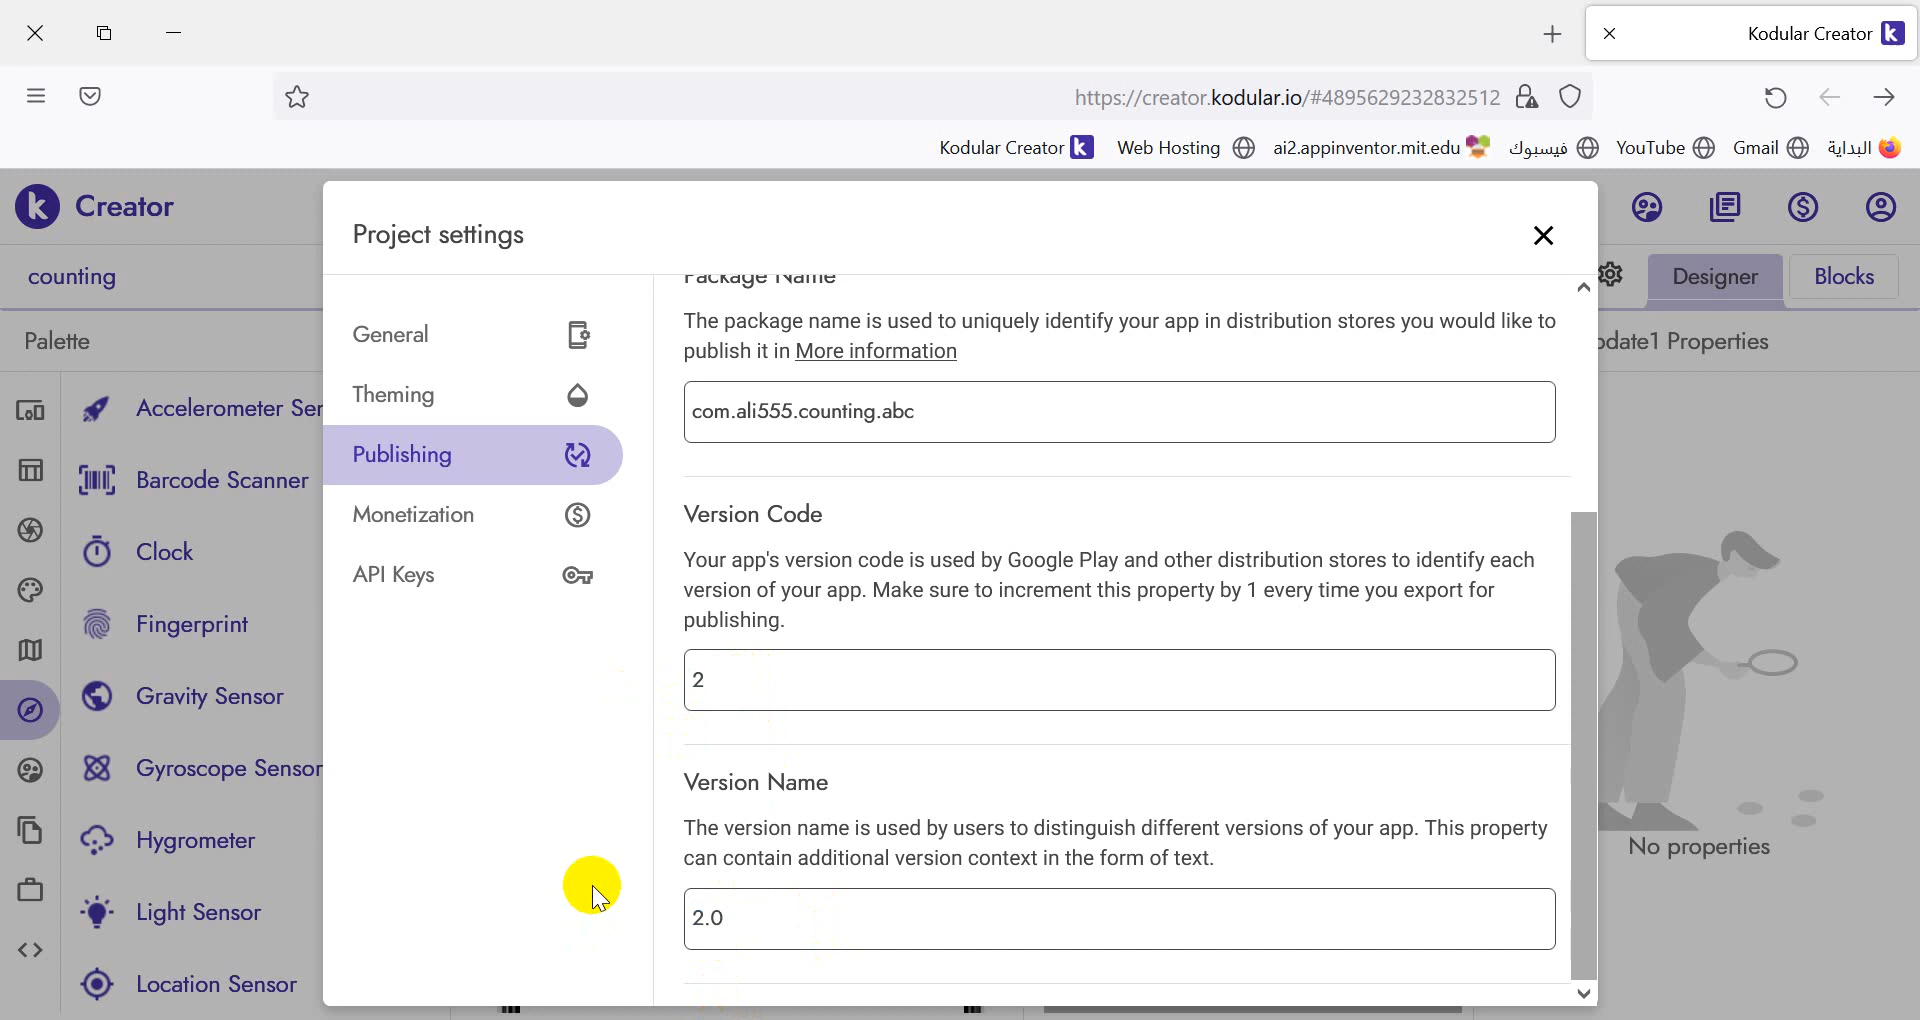 Kodular Creator
https://creator.kodular.io/#4895629232832512
Kodular Creator
Web Hosting
ai2.appinventor.mit.edu
فيسبوك
YouTube
Gmail
البداية
Creator
Project settings
counting
Designer
Blocks
Palette
General
Theming
Publishing
Monetization
API Keys
Package Name
The package name is used to uniquely identify your app in distribution stores you would like to
publish it in More information
com.ali555.counting.abc
Version Code
Your app's version code is used by Google Play and other distribution stores to identify each
version of your app. Make sure to increment this property by 1 every time you export for
publishing.
2
Version Name
The version name is used by users to distinguish different versions of your app. This property
can contain additional version context in the form of text.
2.0
Accelerometer Ser
Barcode Scanner
Clock
Fingerprint
Gravity Sensor
Gyroscope Sensor
Hygrometer
Light Sensor
Location Sensor
pdate1 Properties
No properties